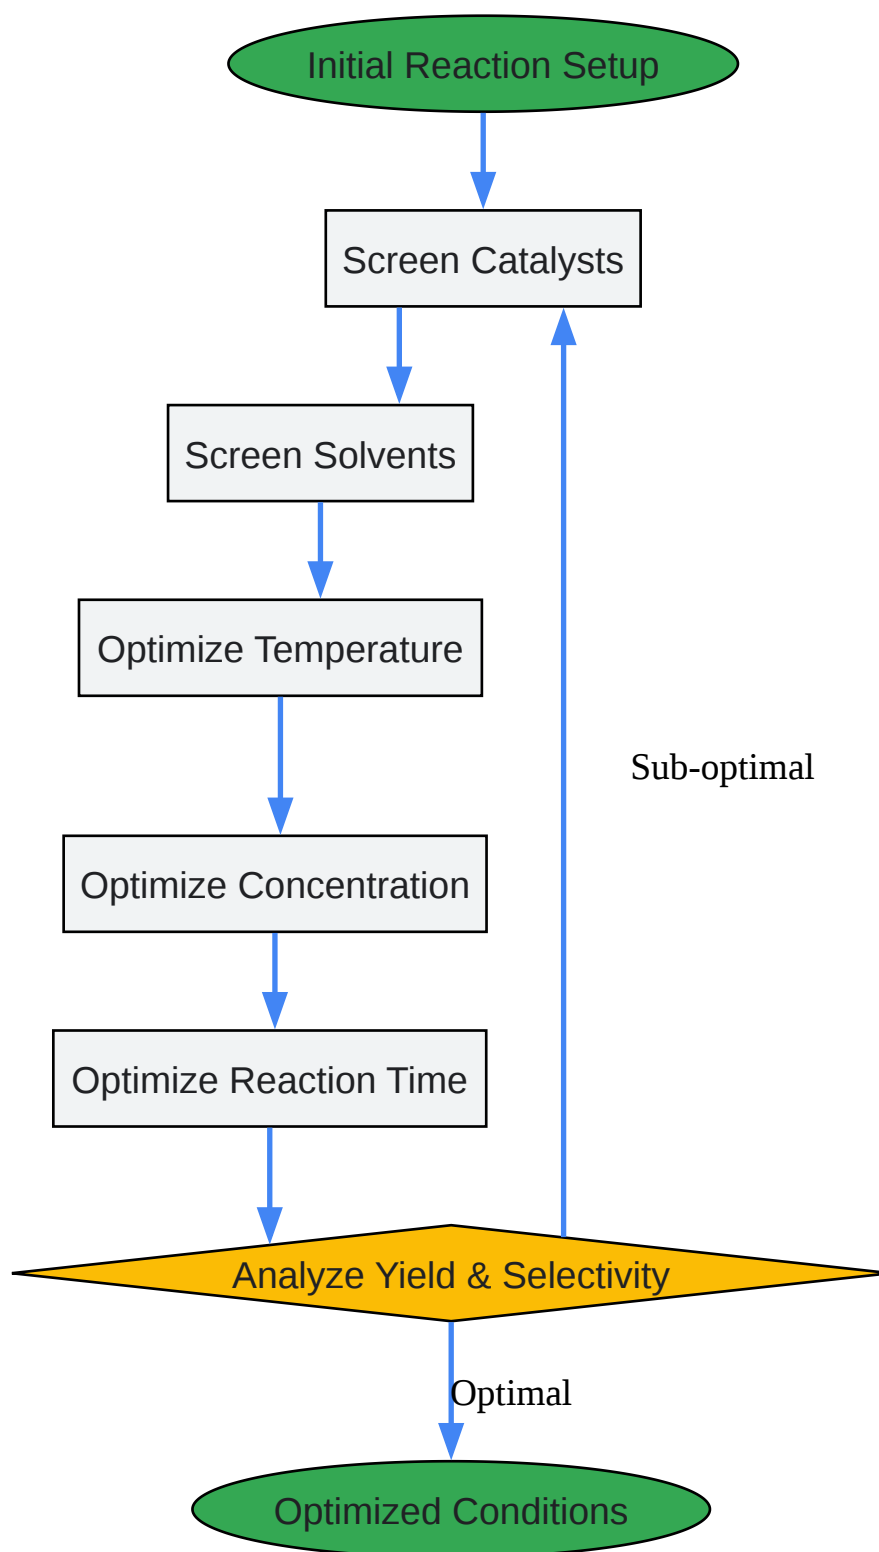 Initial Reaction Setup
Screen Catalysts
Screen Solvents
Optimize Temperature
Sub-optimal
Optimize Concentration
Optimize Reaction Time
Analyze Yield & Selectivity
Optimal
Optimized Conditions